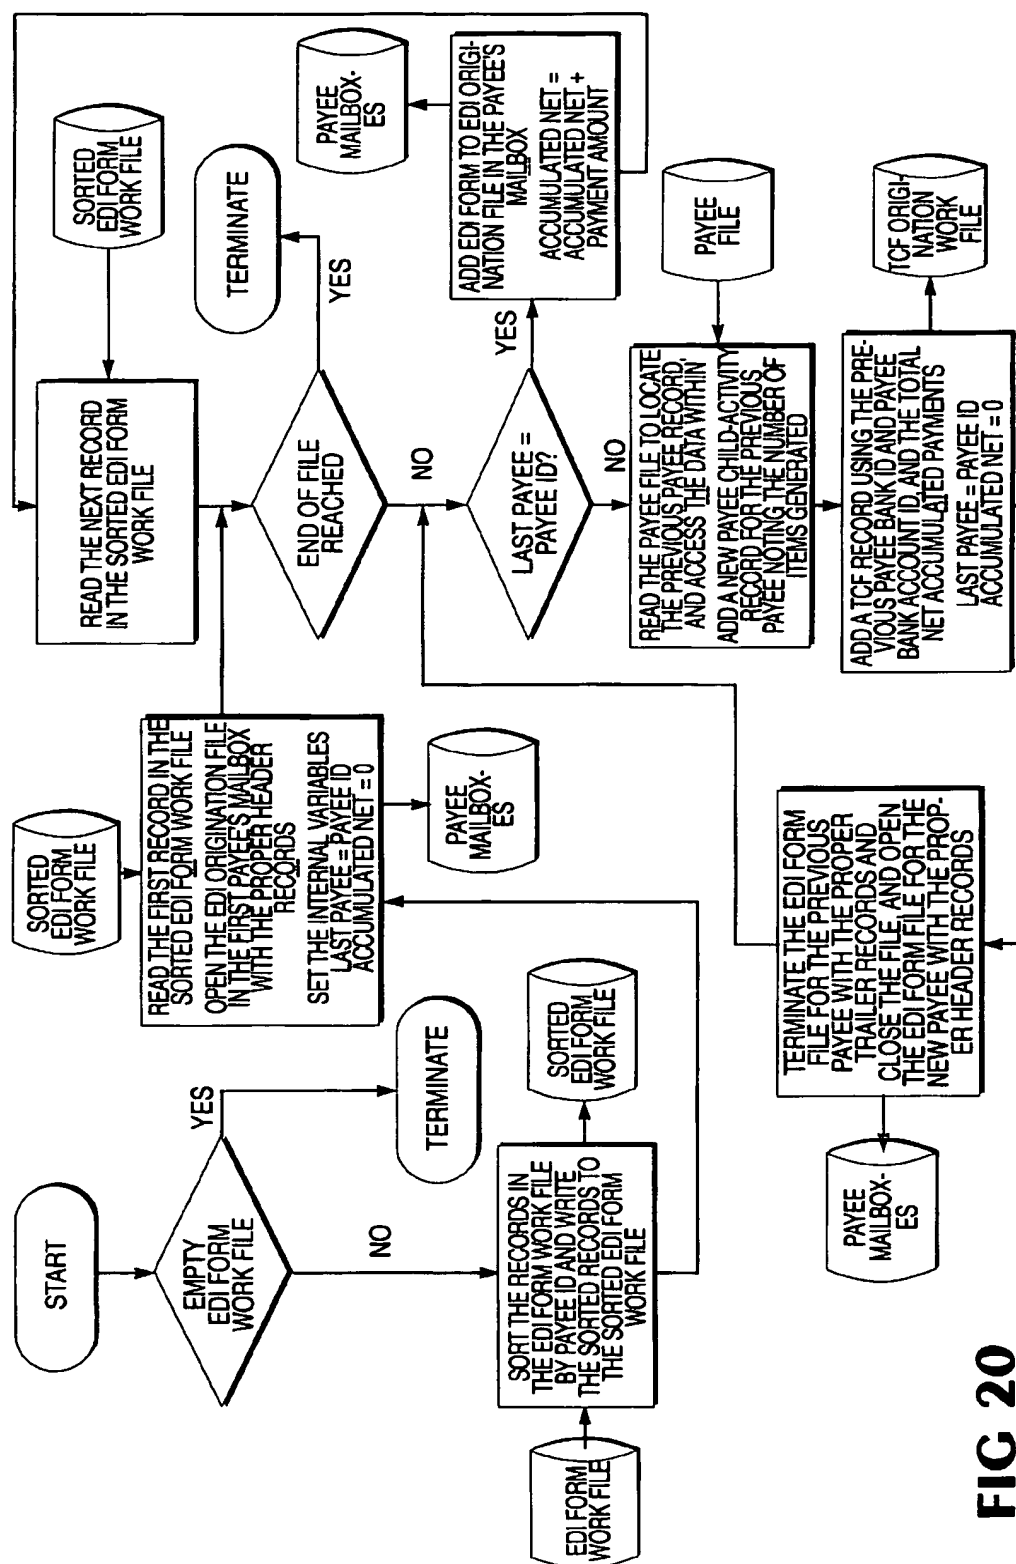 START
EMPTY
EDI FORM
WORK FILE
YES
TERMINATE
NO
EDI FORM
WORK FILE
SORT THE RECORDS IN
THE EDI FORM WORK FILE
BY PAYEE ID AND WRITE
THE SORTED RECORDS TO
THE SORTED EDI FORM
WORK FILE
SORTED
EDI FORM
WORK FILE
SORTED
EDI FORM
WORK FILE
READ THE FIRST RECORD IN THE
SORTED EDI FORM WORK FILE
OPEN THE EDI ORIGINATION FILE
IN THE FIRST PAYEE'S MAILBOX
WITH THE PROPER HEADER
RECORDS
SET THE INTERNAL VARIABLES
LAST PAYEE = PAYEE ID
ACCUMULATED NET = 0
PAYEE
MAILBOX-
ES
SORTED
EDI FORM
WORK FILE
READ THE NEXT RECORD
IN THE SORTED EDI FORM
WORK FILE
END OF FILE
REACHED
YES
TERMINATE
NO
LAST PAYEE =
PAYEE ID?
YES
ADD EDI FORM TO EDI ORIGI-
NATION FILE IN THE PAYEE'S
MAILBOX
ACCUMULATED NET =
ACCUMULATED NET +
PAYMENT AMOUNT
PAYEE
MAILBOX-
ES
NO
READ THE PAYEE FILE TO LOCATE
THE PREVIOUS PAYEE RECORD,
AND ACCESS THE DATA WITHIN
ADD A NEW PAYEE CHILD-ACTIVITY
RECORD FOR THE PREVIOUS
PAYEE NOTING THE NUMBER OF
ITEMS GENERATED
PAYEE
FILE
ADD A TCF RECORD USING THE PRE-
VIOUS PAYEE BANK ID AND PAYEE
BANK ACCOUNT ID, AND THE TOTAL
NET ACCUMULATED PAYMENTS
LAST PAYEE = PAYEE ID
ACCUMULATED NET = 0
TCF ORIGI-
NATION
WORK
FILE
TERMINATE THE EDI FORM
FILE FOR THE PREVIOUS
PAYEE WITH THE PROPER
TRAILER RECORDS AND
CLOSE THE FILE, AND OPEN
THE EDI FORM FILE FOR THE
NEW PAYEE WITH THE PROP-
ER HEADER RECORDS
PAYEE
MAILBOX-
ES
FIG 20